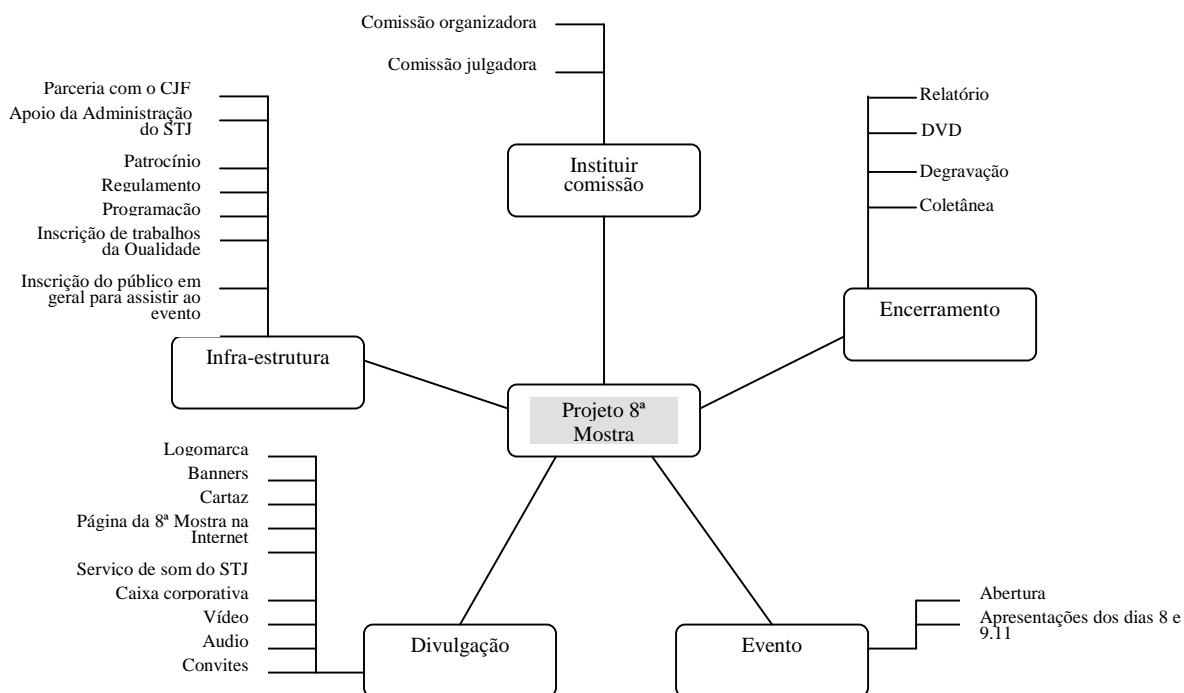 Comissão organizadora
Comissão julgadora
Instituir
comissão
Parceria com o CJF
Apoio da Administração
do STJ
Patrocínio
Regulamento
Programação
Inscrição de trabalhos
da Qualidade
Inscrição do público em
geral para assistir ao
evento
Infra-estrutura
Relatório
DVD
Degravação
Coletânea
Encerramento
Projeto 8ª
Mostra
Logomarca
Banners
Cartaz
Página da 8ª Mostra na
Internet
Serviço de som do STJ
Caixa corporativa
Vídeo
Audio
Convites
Divulgação
Evento
Abertura
Apresentações dos dias 8 e
9.11